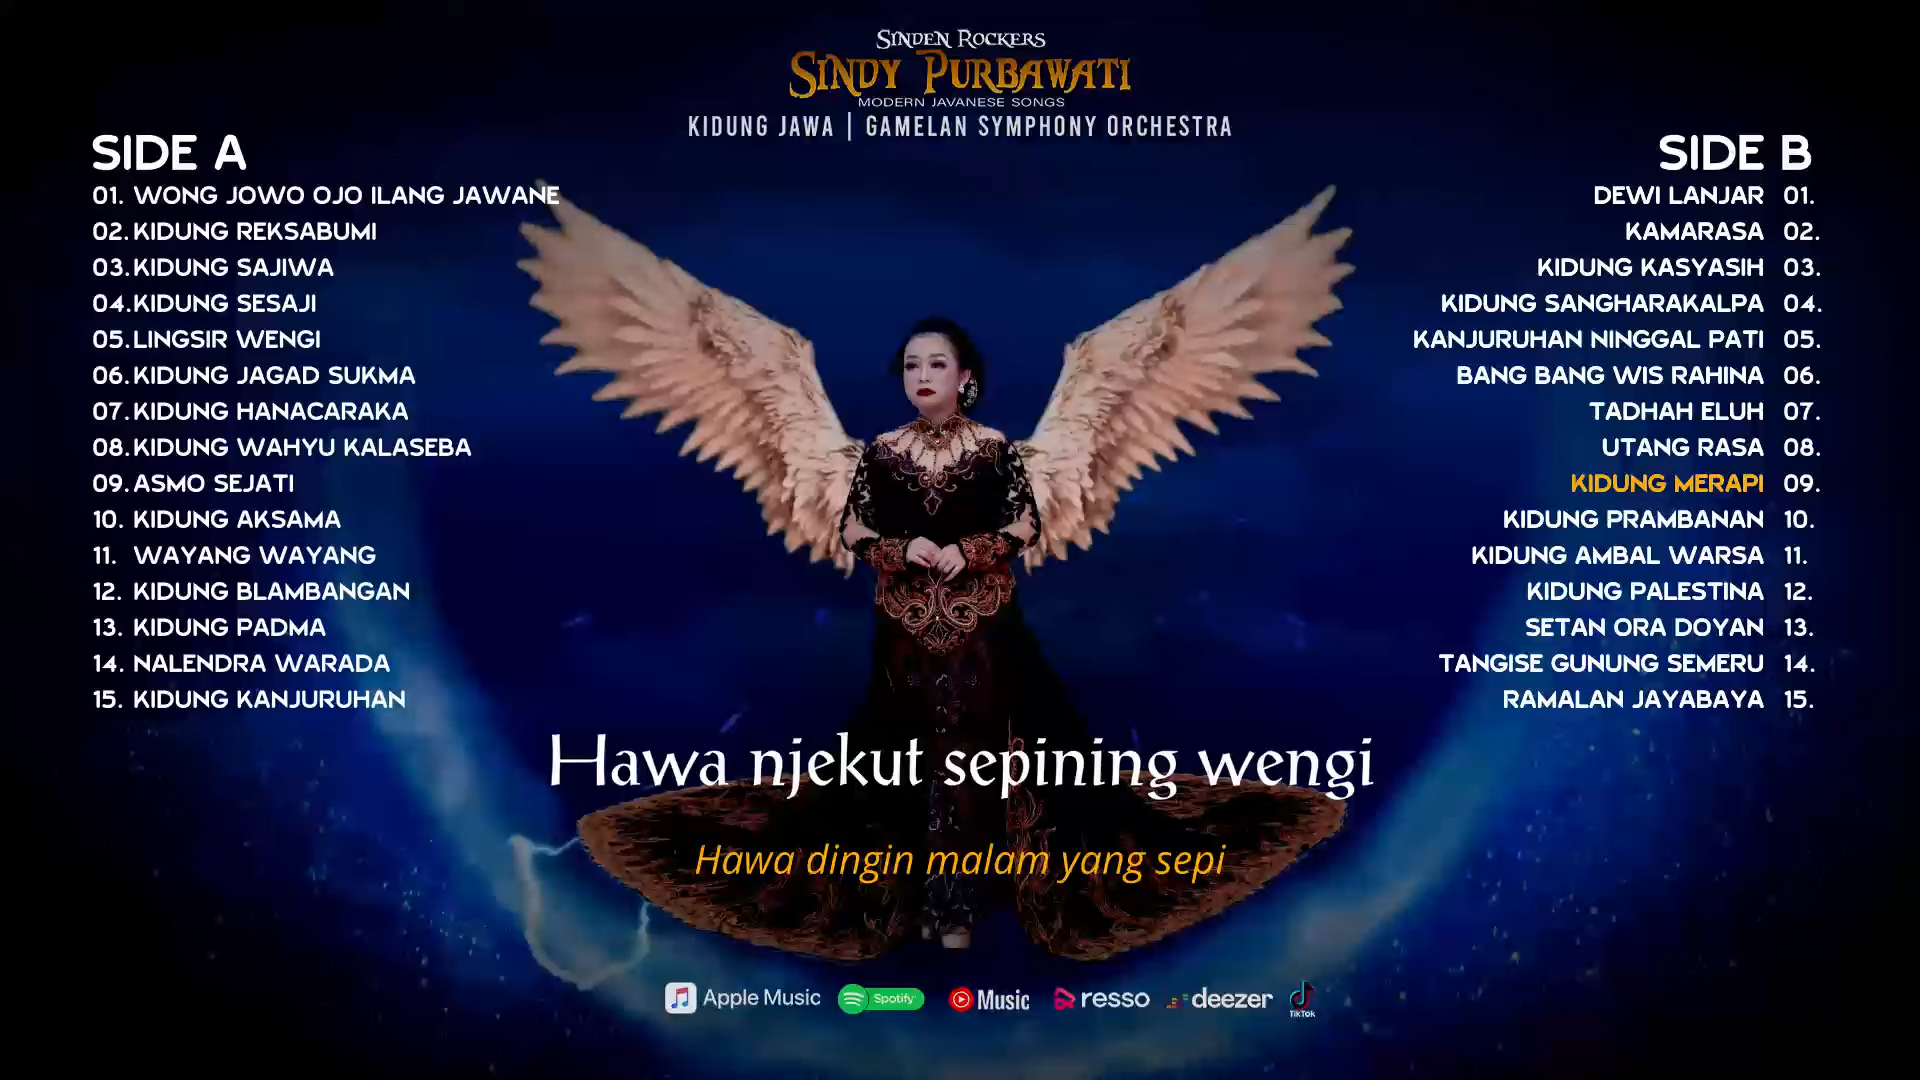 SINDEN ROCKERS
SINDY PURBAWATI
MODERN JAVANESE SONGS
KIDUNG JAWA | GAMELAN SYMPHONY ORCHESTRA
SIDE A
01. WONG JOWO OJO ILANG JAWANE
02. KIDUNG REKSABUMI
03. KIDUNG SAJIWA
04. KIDUNG SESAJI
05. LINGSIR WENGI
06. KIDUNG JAGAD SUKMA
07. KIDUNG HANACARAKA
08. KIDUNG WAHYU KALASEBA
09. ASMO SEJATI
10. KIDUNG AKSAMA
11. WAYANG WAYANG
12. KIDUNG BLAMBANGAN
13. KIDUNG PADMA
14. NALENDRA WARADA
15. KIDUNG KANJURUHAN
SIDE B
DEWI LANJAR 01.
KAMARASA 02.
KIDUNG KASYASIH 03.
KIDUNG SANGHARAKALPA 04.
KANJURUHAN NINGGAL PATI 05.
BANG BANG WIS RAHINA 06.
TADHAH ELUH 07.
UTANG RASA 08.
KIDUNG MERAPI 09.
KIDUNG PRAMBANAN 10.
KIDUNG AMBAL WARSA 11.
KIDUNG PALESTINA 12.
SETAN ORA DOYAN 13.
TANGISE GUNUNG SEMERU 14.
RAMALAN JAYABAYA 15.
Hawa njekut sepining wengi
Hawa dingin malam yang sepi
Apple Music Spotify Music resso deezer TikTok